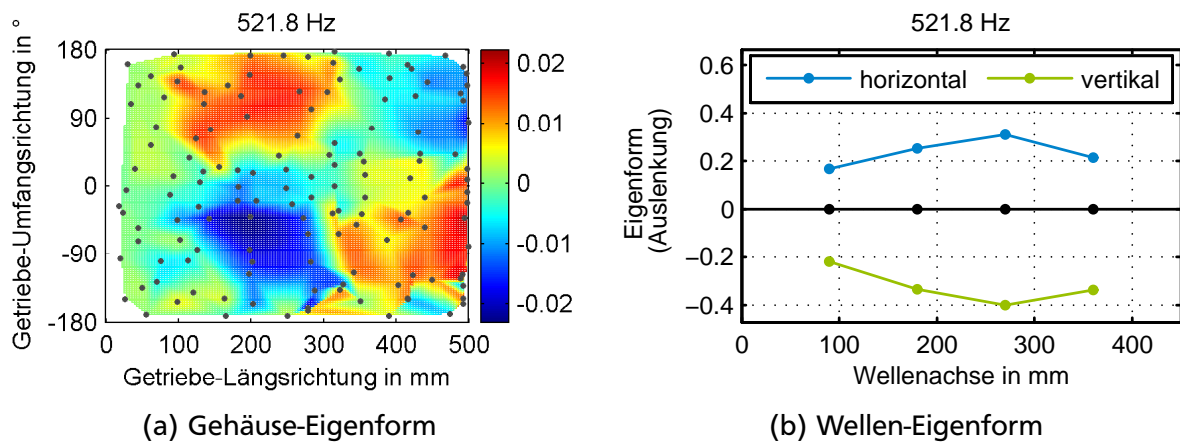 521.8 Hz
Getriebe-Umfangsrichtung in °
180
90
0
-90
-180
0 100 200 300 400 500
Getriebe-Längsrichtung in mm
0.02
0.01
0
-0.01
-0.02
(a) Gehäuse-Eigenform
521.8 Hz
Eigenform
(Auslenkung)
horizontal vertikal
0.6
0.4
0.2
0
−0.2
−0.4
0 100 200 300 400
Wellenachse in mm
(b) Wellen-Eigenform